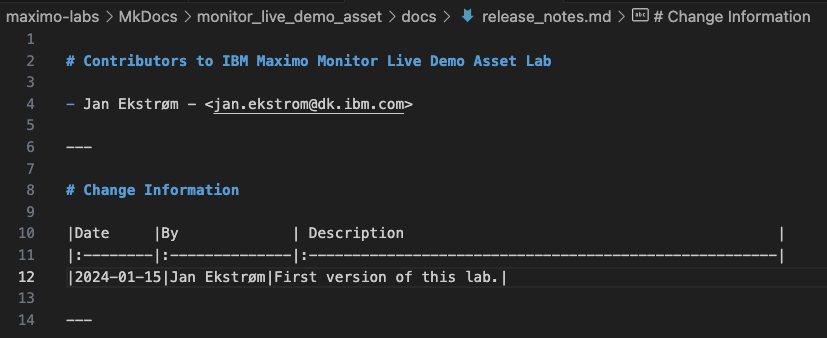 maximo-labs > MkDocs > monitor_live_demo_asset > docs > release_notes.md > abc # Change Information
1
2 # Contributors to IBM Maximo Monitor Live Demo Asset Lab
3
4 - Jan Ekstrøm - <jan.ekstrom@dk.ibm.com>
5
6 ---
7
8 # Change Information
9
10 |Date     |By             | Description                                           |
11 |:--------|:--------------|:------------------------------------------------------|
12 |2024-01-15|Jan Ekstrøm|First version of this lab.|
13
14 ---